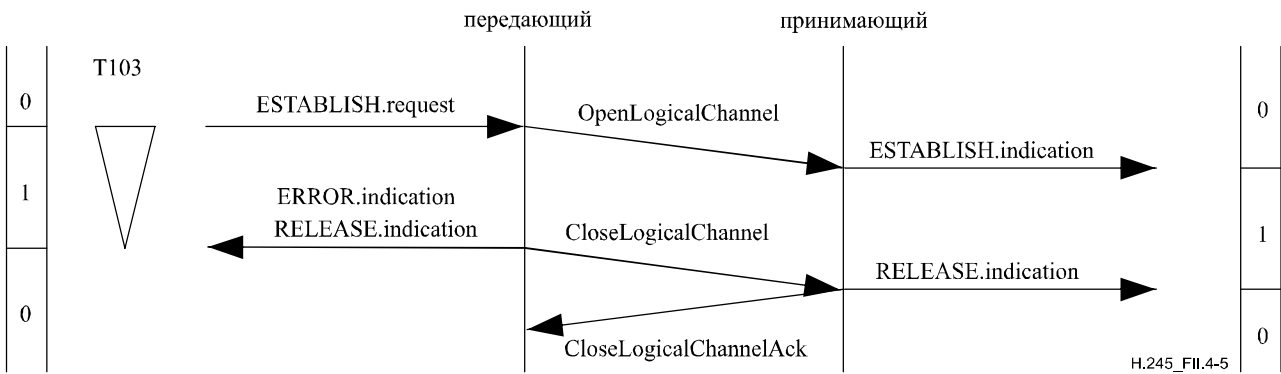 передающий
принимающий
T103
0
ESTABLISH.request
OpenLogicalChannel
0
ESTABLISH.indication
1
ERROR.indication
RELEASE.indication
CloseLogicalChannel
1
RELEASE.indication
0
CloseLogicalChannelAck
0
H.245_FII.4-5